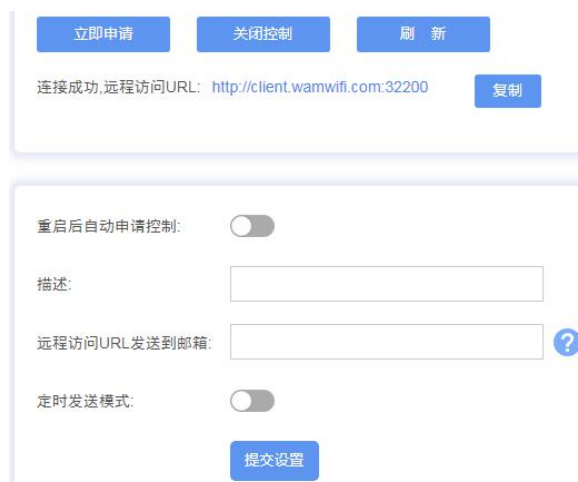 立即申请 关闭控制 刷 新
连接成功,远程访问URL: http://client.wamwifi.com:32200 复制
重启后自动申请控制:
描述:
远程访问URL发送到邮箱: ?
定时发送模式:
提交设置